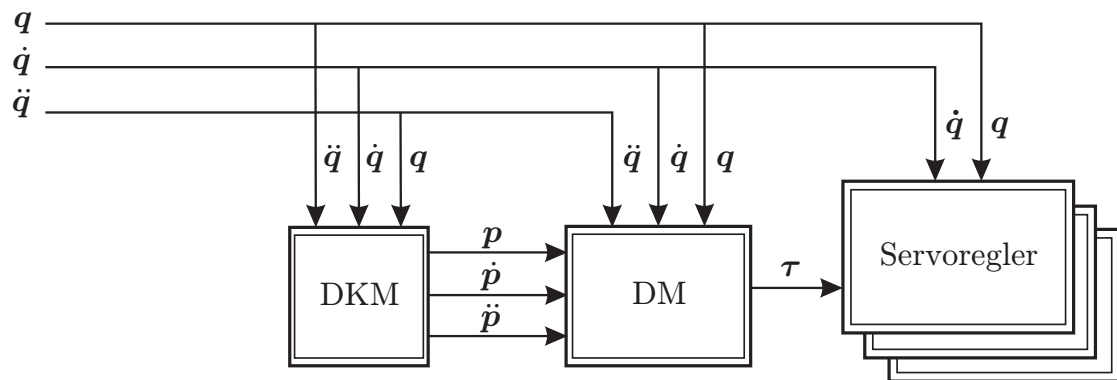 q
q̇
q̈
q̈ q̇ q
q̈ q̇ q
q̇ q
DKM
p
ṗ
p̈
DM
τ
Servoregler